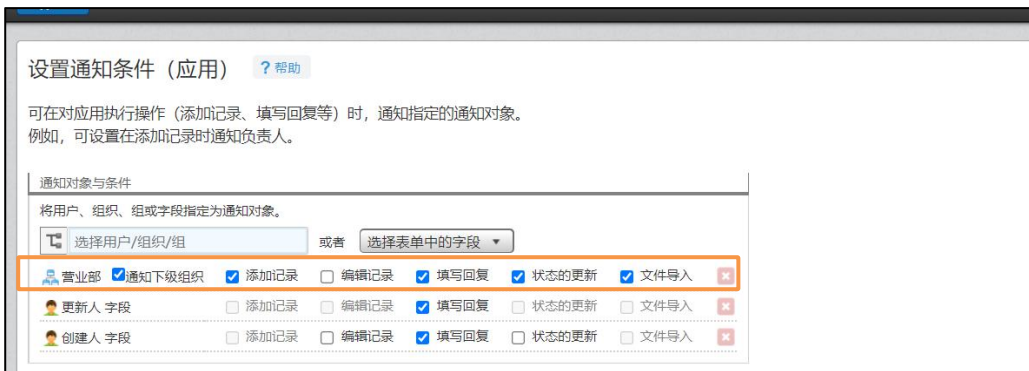 设置通知条件（应用） ?帮助
可在对应用执行操作（添加记录、填写回复等）时，通知指定的通知对象。
例如，可设置在添加记录时通知负责人。
通知对象与条件
将用户、组织、组或字段指定为通知对象。
选择用户/组织/组 或者 选择表单中的字段
营业部 通知下级组织 添加记录 编辑记录 填写回复 状态的更新 文件导入
更新人 字段 添加记录 编辑记录 填写回复 状态的更新 文件导入
创建人 字段 添加记录 编辑记录 填写回复 状态的更新 文件导入